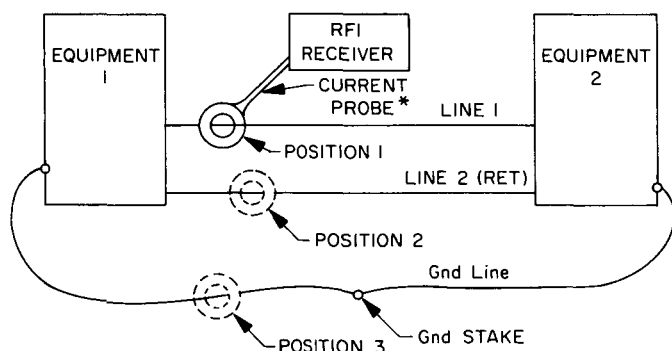 EQUIPMENT
1
RFI
RECEIVER
EQUIPMENT
2
CURRENT
PROBE*
LINE 1
POSITION 1
LINE 2 (RET)
POSITION 2
Gnd Line
POSITION 3
Gnd STAKE